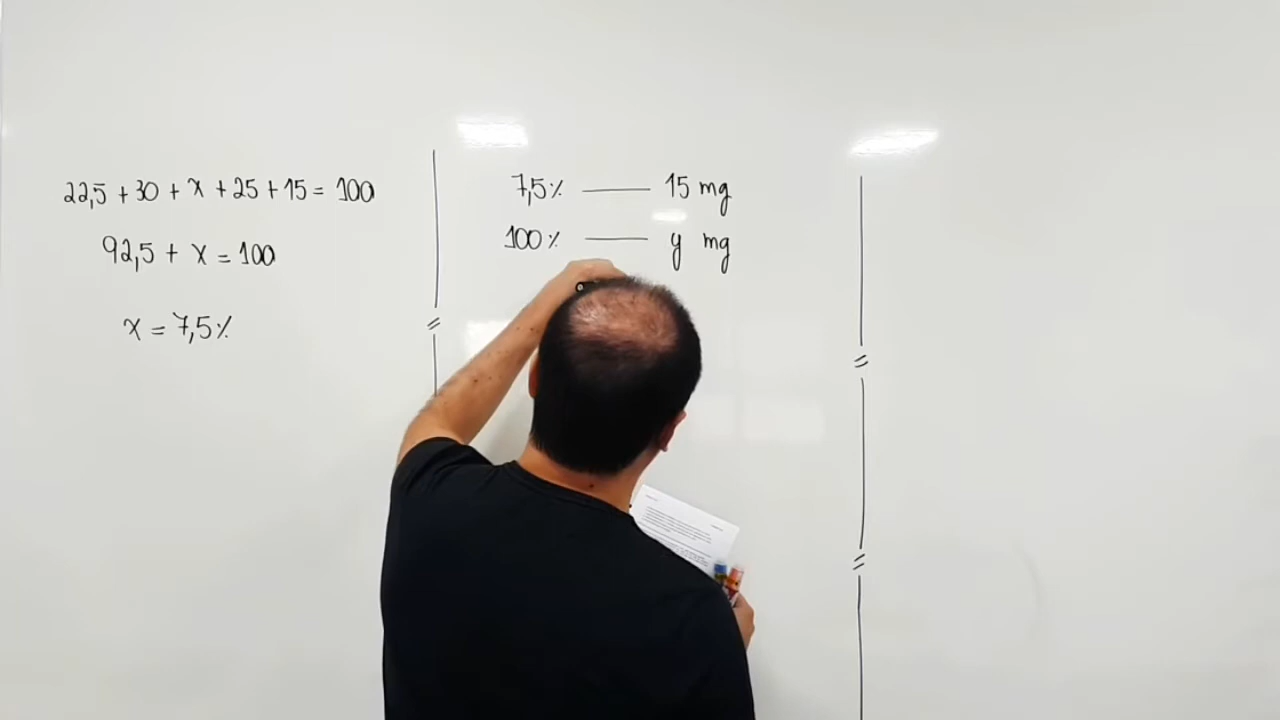 22,5 + 30 + x + 25 + 15 = 100
92,5 + x = 100
x = 7,5%
7,5% —— 15 mg
100% —— y mg